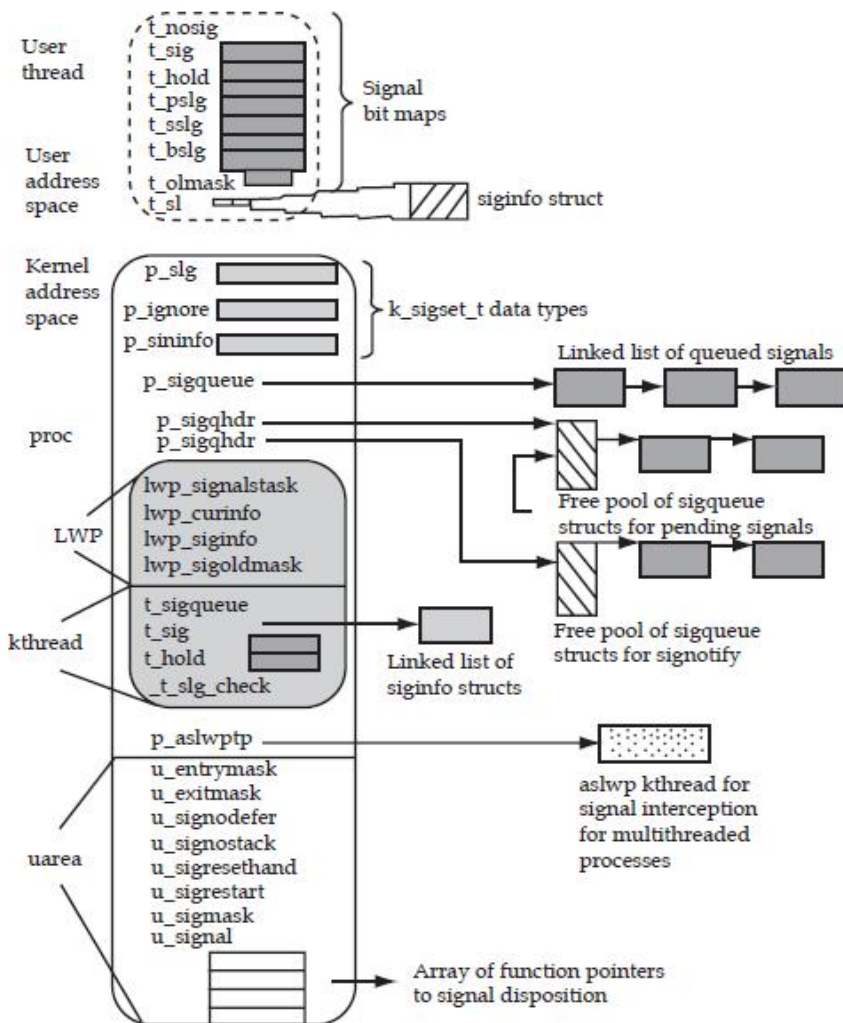 User
thread
t_nosig
t_sig
t_hold
t_pslg
t_sslg
t_bslg
Signal
bit maps
User
address
space
t_olmask
t_sl
siginfo struct
Kernel
address
space
p_slg
p_ignore
p_sininfo
k_sigset_t data types
Linked list of queued signals
p_sigqueue
p_sigqhdr
p_sigqhdr
proc
Free pool of sigqueue
structs for pending signals
LWP
lwp_signalstask
lwp_curinfo
lwp_siginfo
lwp_sigoldmask
kthread
t_sigqueue
t_sig
t_hold
_t_slg_check
Linked list of
siginfo structs
Free pool of sigqueue
structs for signotify
p_aslwptp
aslwp kthread for
signal interception
for multithreaded
processes
uarea
u_entrymask
u_exitmask
u_signodefer
u_signostack
u_sigresethand
u_sigrestart
u_sigmask
u_signal
Array of function pointers
to signal disposition